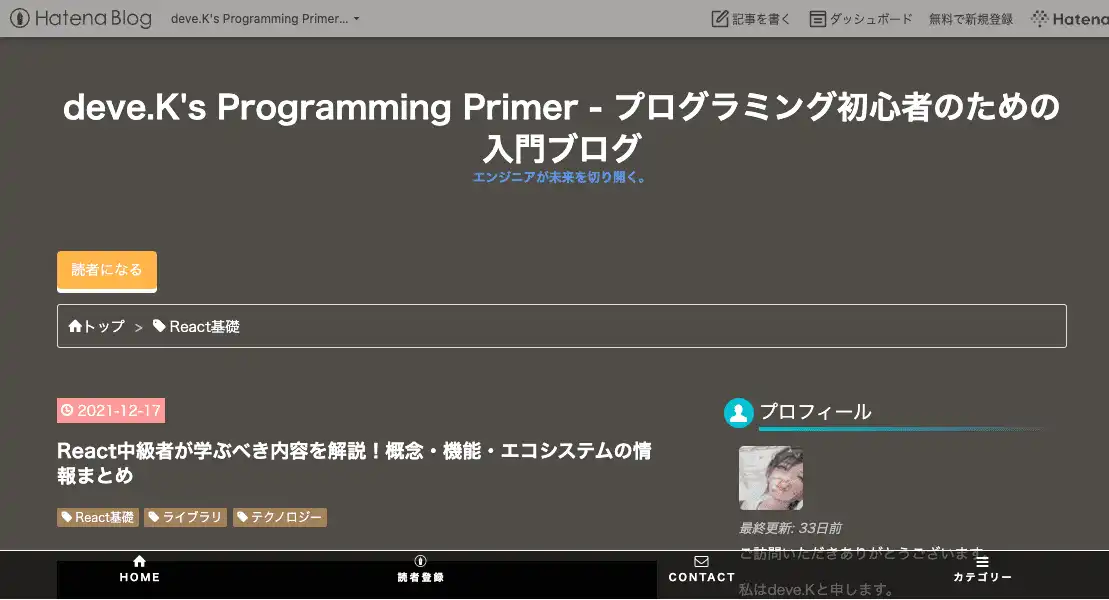 Hatena Blog
deve.K's Programming Primer...
記事を書く
ダッシュボード
無料で新規登録
Hatena
deve.K's Programming Primer - プログラミング初心者のための
入門ブログ
エンジニアが未来を切り開く。
読者になる
トップ > React基礎
2021-12-17
React中級者が学ぶべき内容を解説！概念・機能・エコシステムの情
報まとめ
React基礎 ライブラリ テクノロジー
プロフィール
最終更新: 33日前
ご訪問いただきありがとうございます。
私はdeve.Kと申します。
HOME
読者登録
CONTACT
カテゴリー